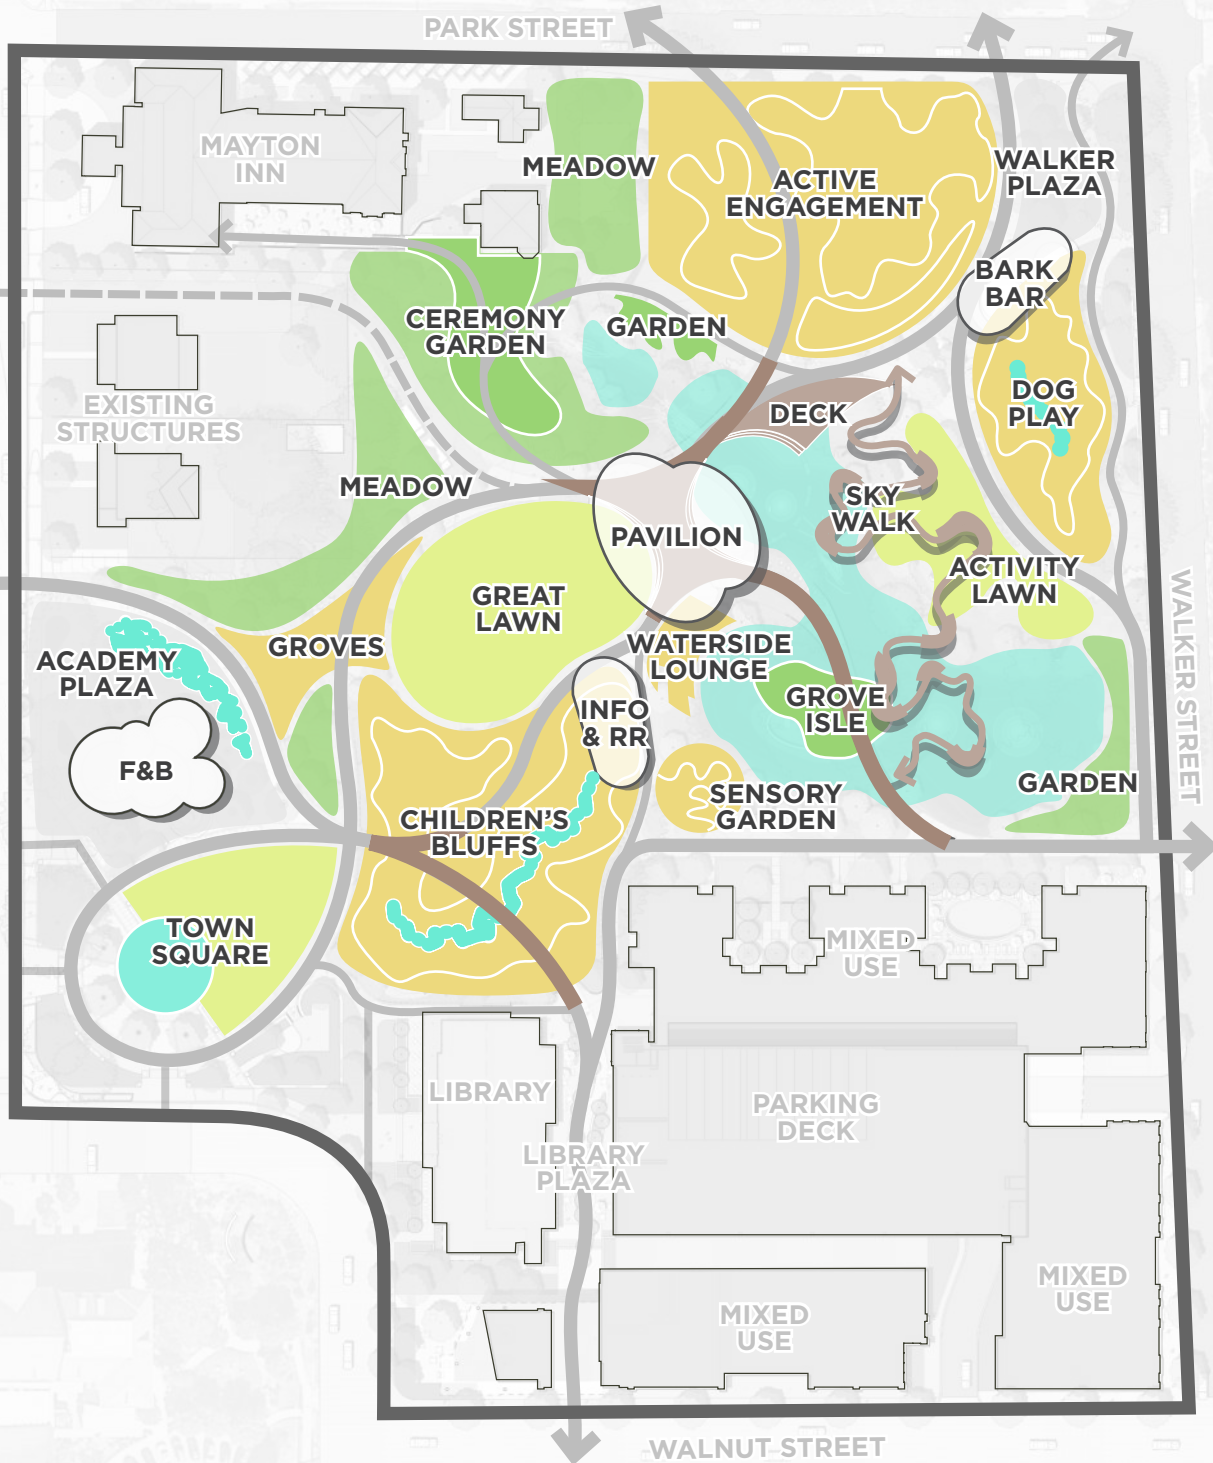 PARK STREET
MAYTON
INN
MEADOW
ACTIVE
ENGAGEMENT
WALKER
PLAZA
BARK
BAR
CEREMONY
GARDEN
GARDEN
EXISTING
STRUCTURES
DECK
DOG
PLAY
MEADOW
SKY
WALK
PAVILION
ACTIVITY
LAWN
GREAT
LAWN
WALKER STREET
GROVES
WATERSIDE
LOUNGE
ACADEMY
PLAZA
GROVE
ISLE
INFO
& RR
F&B
GARDEN
SENSORY
GARDEN
CHILDREN'S
BLUFFS
TOWN
SQUARE
MIXED
USE
LIBRARY
PARKING
DECK
LIBRARY
PLAZA
MIXED
USE
MIXED
USE
WALNUT STREET